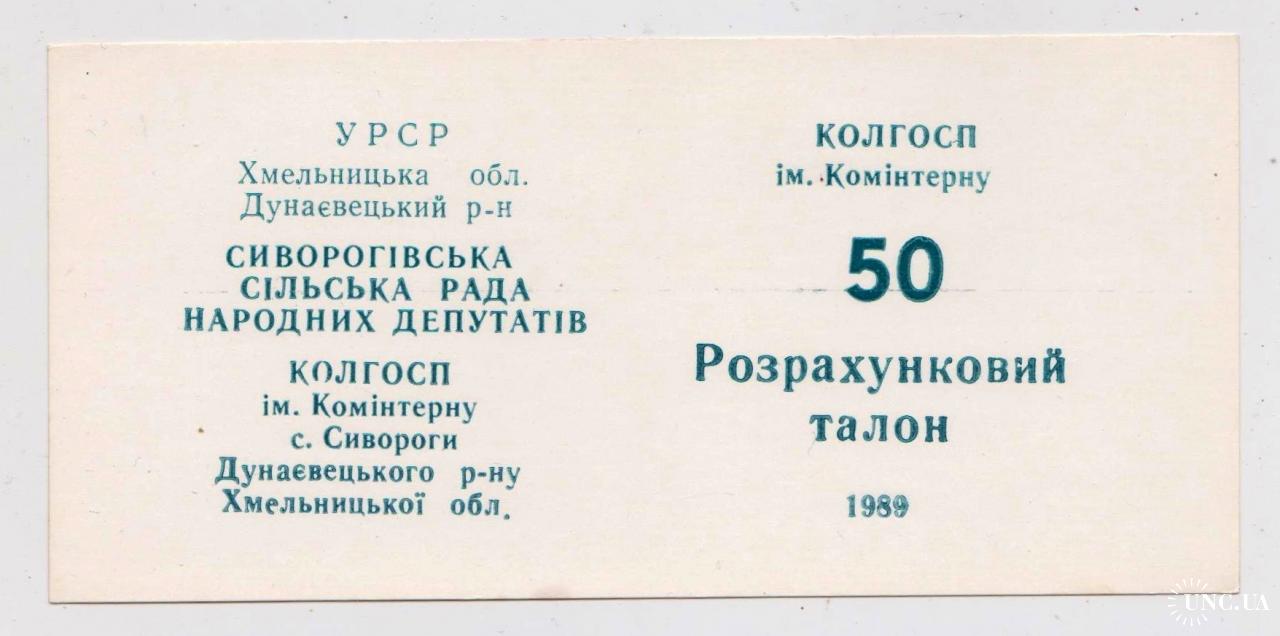 УРСР
Хмельницька обл.
Дунаєвецький р-н
СИВОРОГІВСЬКА
СІЛЬСЬКА РАДА
НАРОДНИХ ДЕПУТАТІВ
КОЛГОСП
ім. Комінтерну
с. Сивороги
Дунаєвецького р-ну
Хмельницької обл.
КОЛГОСП
ім. Комінтерну
50
Розрахунковий
талон
1989
UNC.UA